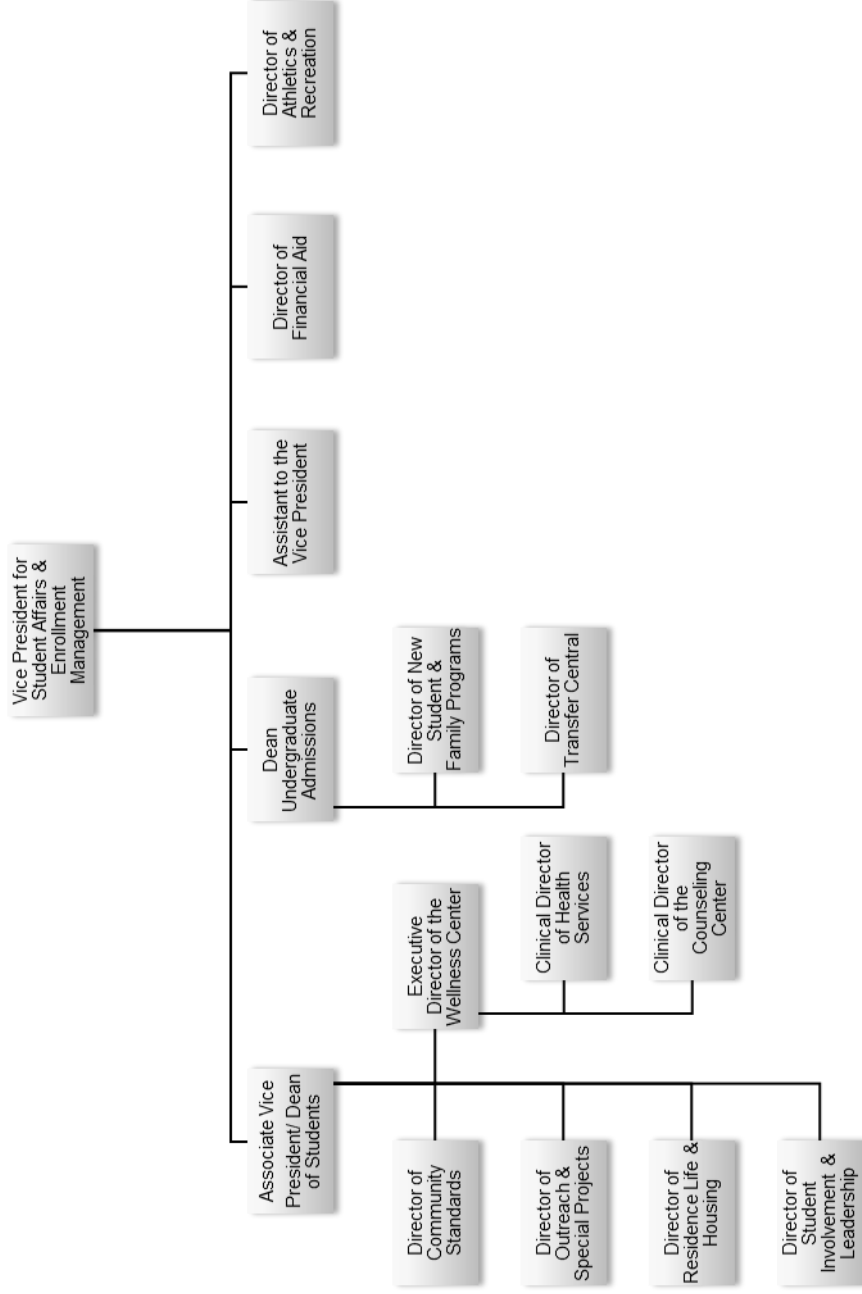 Vice President for
Student Affairs &
Enrollment
Management
Associate Vice
President/ Dean
of Students
Dean
Undergraduate
Admissions
Assistant to the
Vice President
Director of
Financial Aid
Director of
Athletics &
Recreation
Director of
Community
Standards
Executive
Director of the
Wellness Center
Director of New
Student &
Family Programs
Director of
Outreach &
Special Projects
Clinical Director
of Health
Services
Director of
Transfer Central
Director of
Residence Life &
Housing
Clinical Director
of the
Counseling
Center
Director of
Student
Involvement &
Leadership